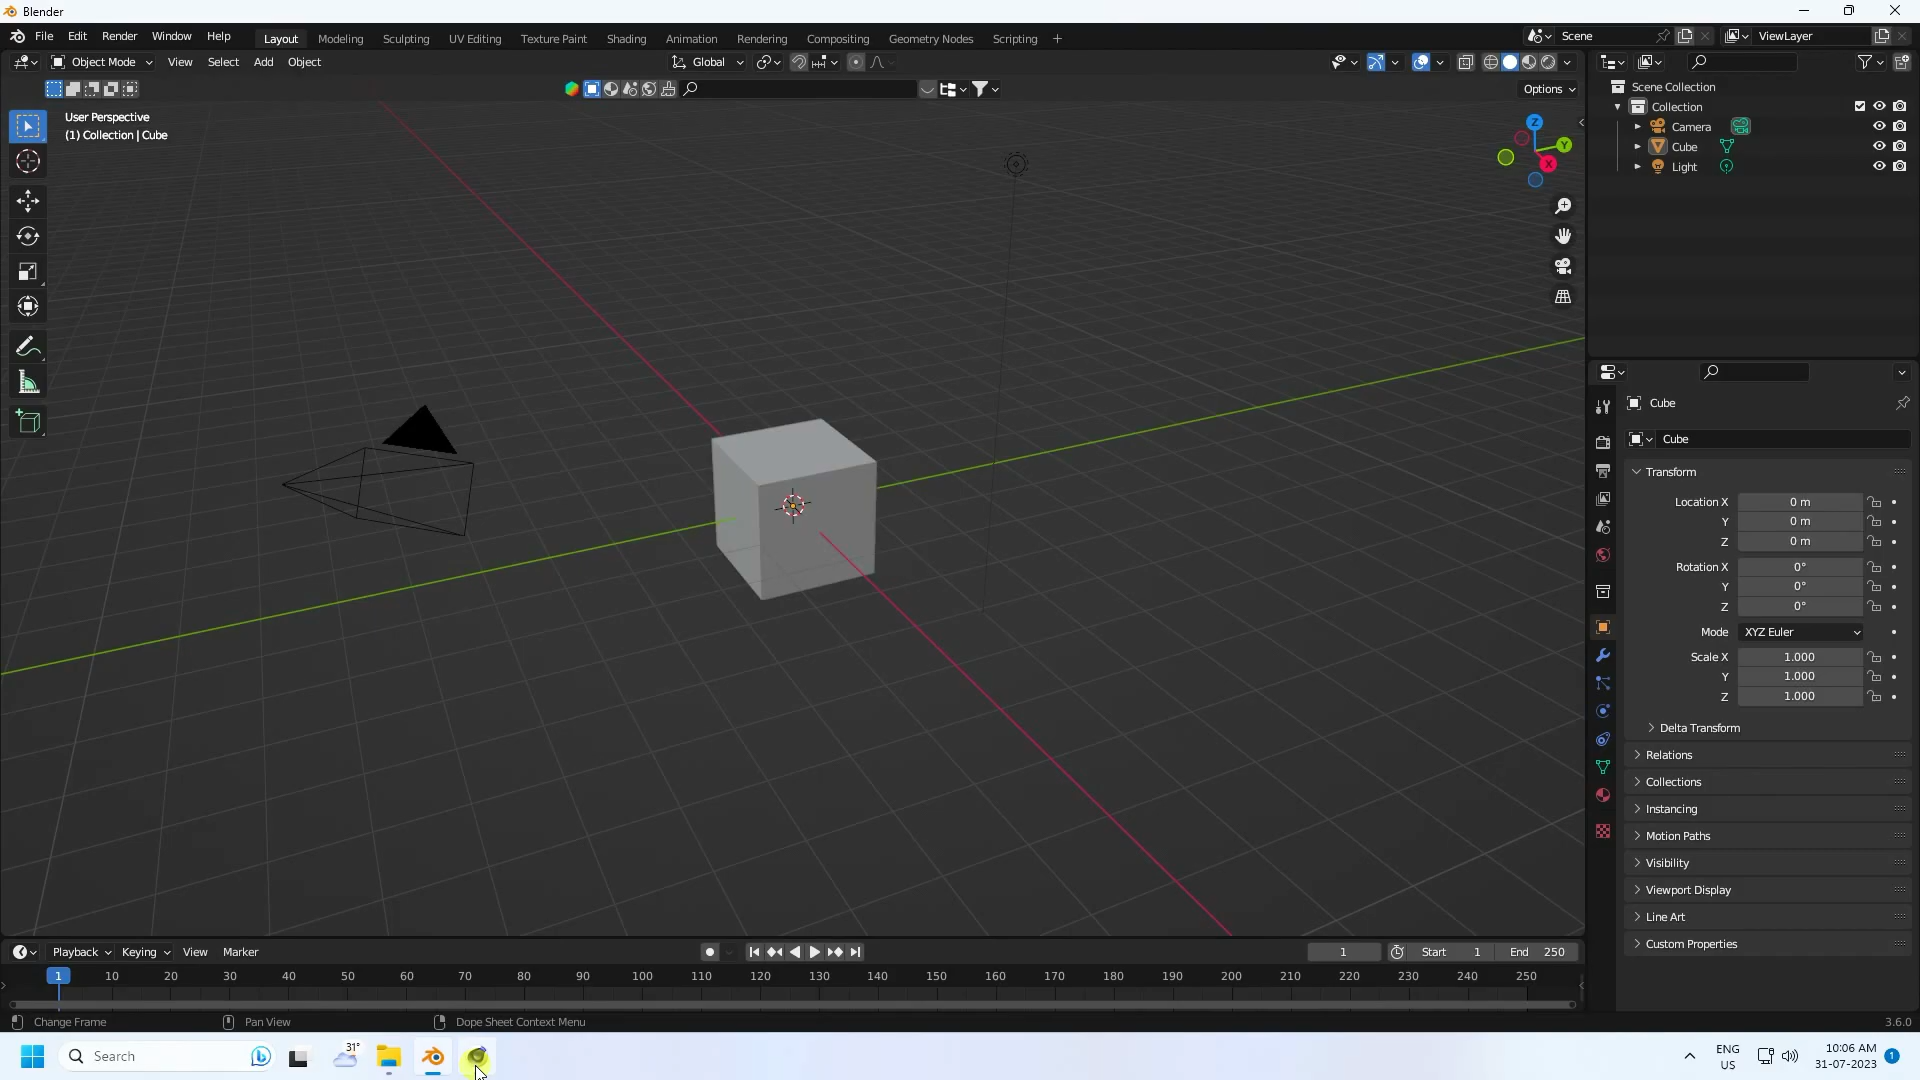 Blender
File Edit Render Window Help Layout Modeling Sculpting UV Editing Texture Paint Shading Animation Rendering Compositing Geometry Nodes Scripting + Scene ViewLayer
Object Mode View Select Add Object Global
Options
User Perspective
(1) Collection | Cube
Z
Y
X
Scene Collection
Collection
Camera
Cube
Light
Cube
Cube
Transform
Location X 0 m
Y 0 m
Z 0 m
Rotation X 0°
Y 0°
Z 0°
Mode XYZ Euler
Scale X 1.000
Y 1.000
Z 1.000
Delta Transform
Relations
Collections
Instancing
Motion Paths
Visibility
Viewport Display
Line Art
Custom Properties
Playback Keying View Marker 1 Start 1 End 250
1 10 20 30 40 50 60 70 80 90 100 110 120 130 140 150 160 170 180 190 200 210 220 230 240 250
Change Frame Pan View Dope Sheet Context Menu 3.6.0
Search 31° ENG US 10:06 AM 31-07-2023 1